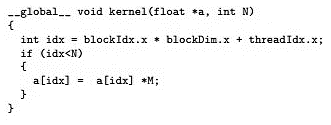 __global__ void kernel(float *a, int N)
{
  int idx = blockIdx.x * blockDim.x + threadIdx.x;
  if (idx<N)
  {
    a[idx] =  a[idx] *M;
  }
}